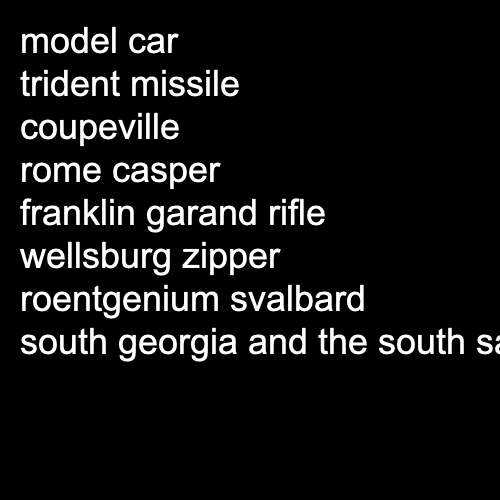 model car
trident missile
coupeville
rome casper
franklin garand rifle
wellsburg zipper
roentgenium svalbard
south georgia and the south